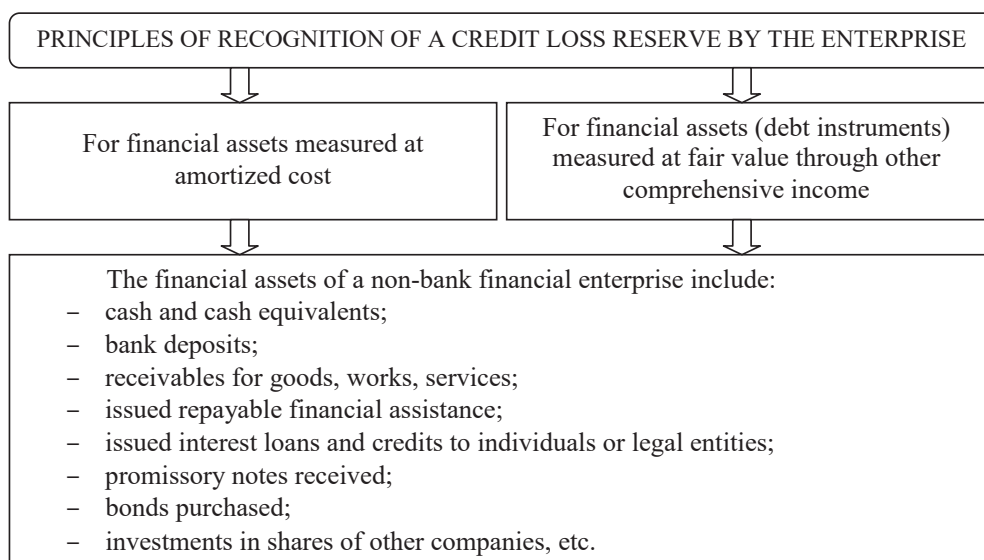 PRINCIPLES OF RECOGNITION OF A CREDIT LOSS RESERVE BY THE ENTERPRISE
For financial assets measured at
amortized cost
For financial assets (debt instruments)
measured at fair value through other
comprehensive income
The financial assets of a non-bank financial enterprise include:
– cash and cash equivalents;
– bank deposits;
– receivables for goods, works, services;
– issued repayable financial assistance;
– issued interest loans and credits to individuals or legal entities;
– promissory notes received;
– bonds purchased;
– investments in shares of other companies, etc.